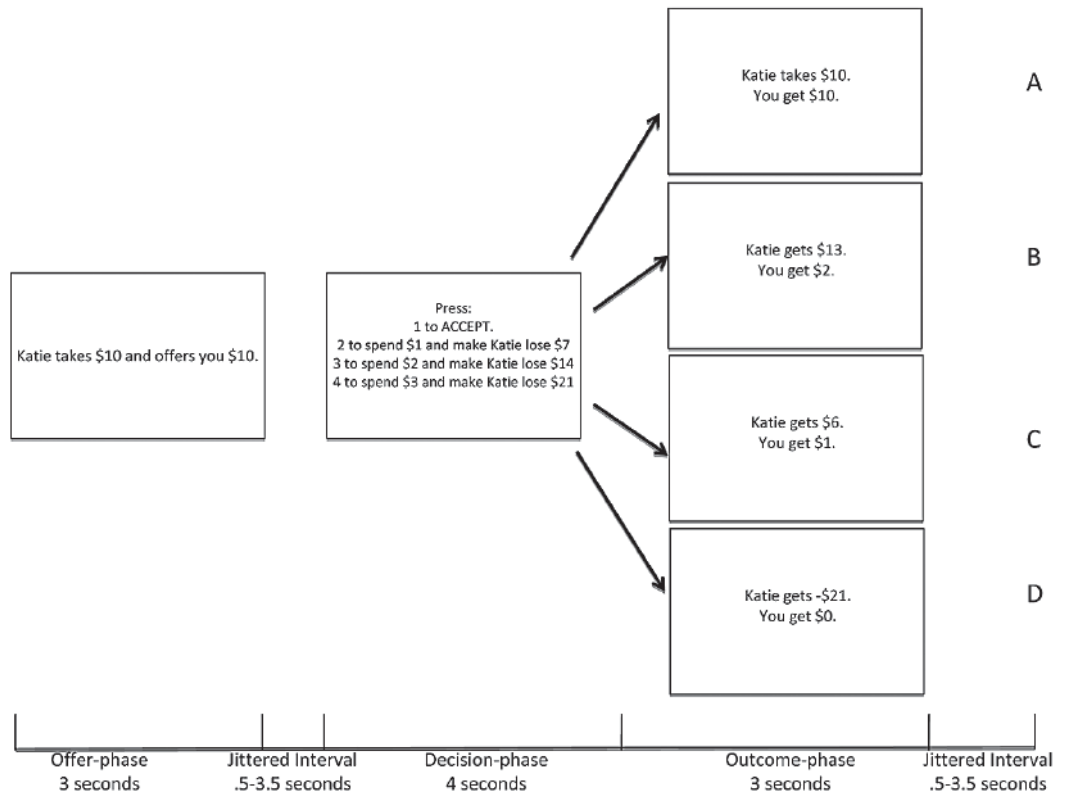 Katie takes $10.
You get $10.
A
Katie gets $13.
You get $2.
B
Katie takes $10 and offers you $10.
Press:
1 to ACCEPT.
2 to spend $1 and make Katie lose $7
3 to spend $2 and make Katie lose $14
4 to spend $3 and make Katie lose $21
Katie gets $6.
You get $1.
C
Katie gets -$21.
You get $0.
D
Offer-phase
3 seconds
Jittered Interval
.5-3.5 seconds
Decision-phase
4 seconds
Outcome-phase
3 seconds
Jittered Interval
.5-3.5 seconds